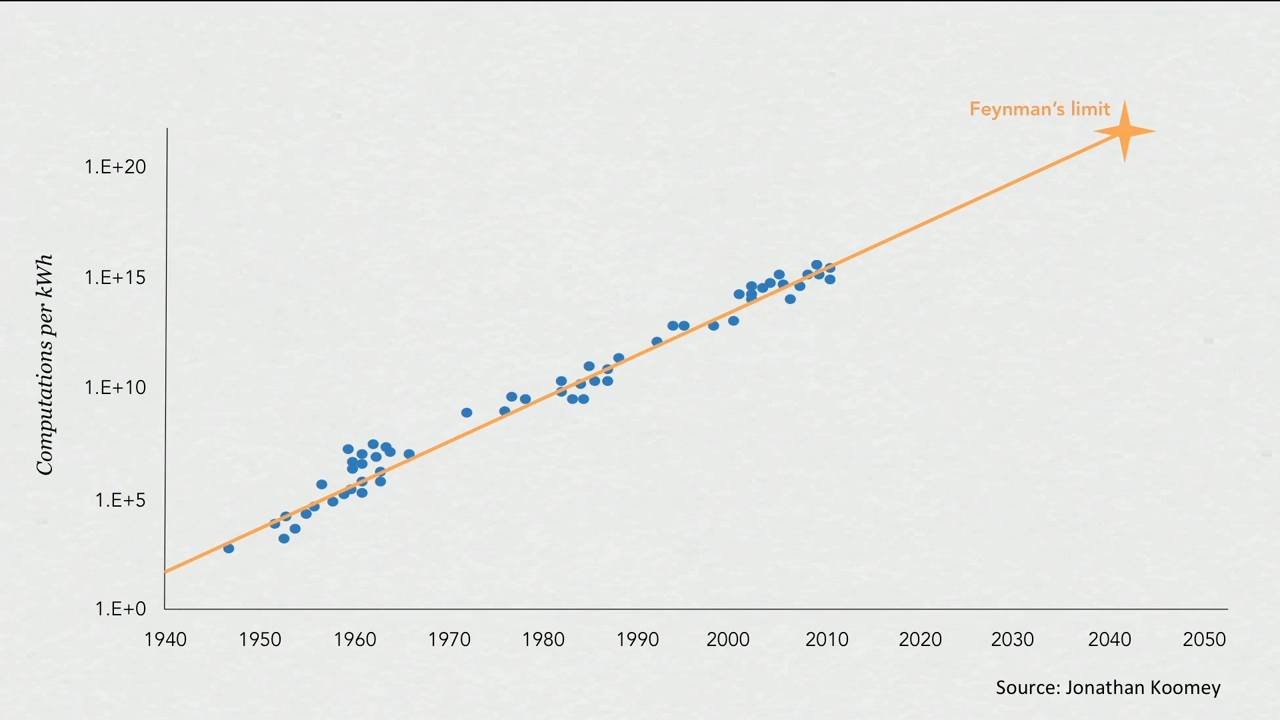 Feynman's limit
1.E+20
1.E+15
1.E+10
1.E+5
1.E+0
Computations per kWh
1940 1950 1960 1970 1980 1990 2000 2010 2020 2030 2040 2050
Source: Jonathan Koomey